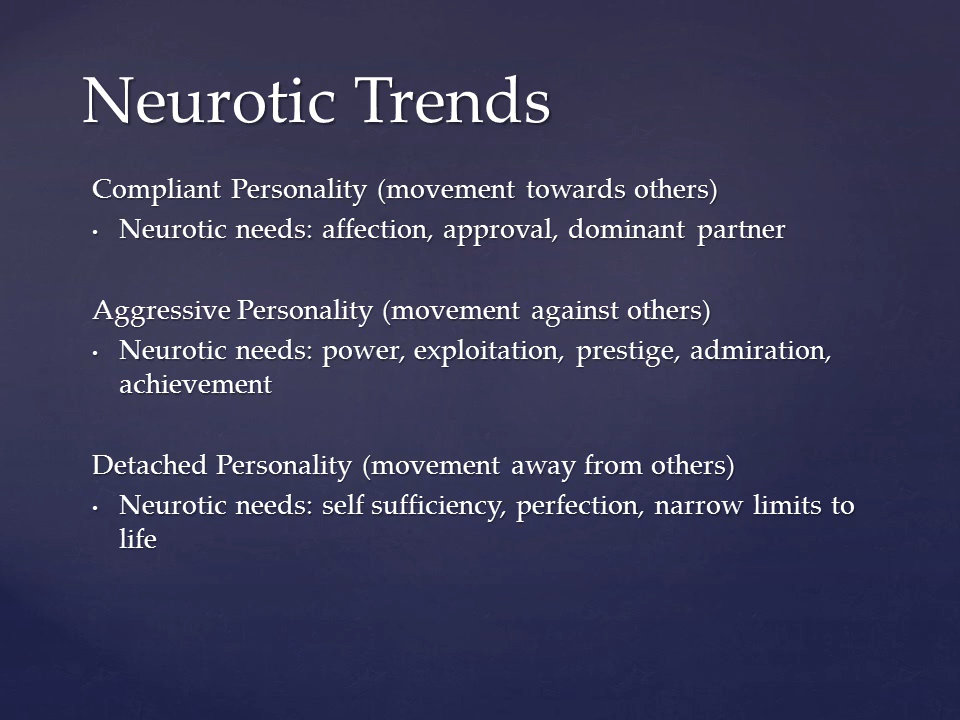 Neurotic Trends
Compliant Personality (movement towards others)
• Neurotic needs: affection, approval, dominant partner
Aggressive Personality (movement against others)
• Neurotic needs: power, exploitation, prestige, admiration,
achievement
Detached Personality (movement away from others)
• Neurotic needs: self sufficiency, perfection, narrow limits to
life